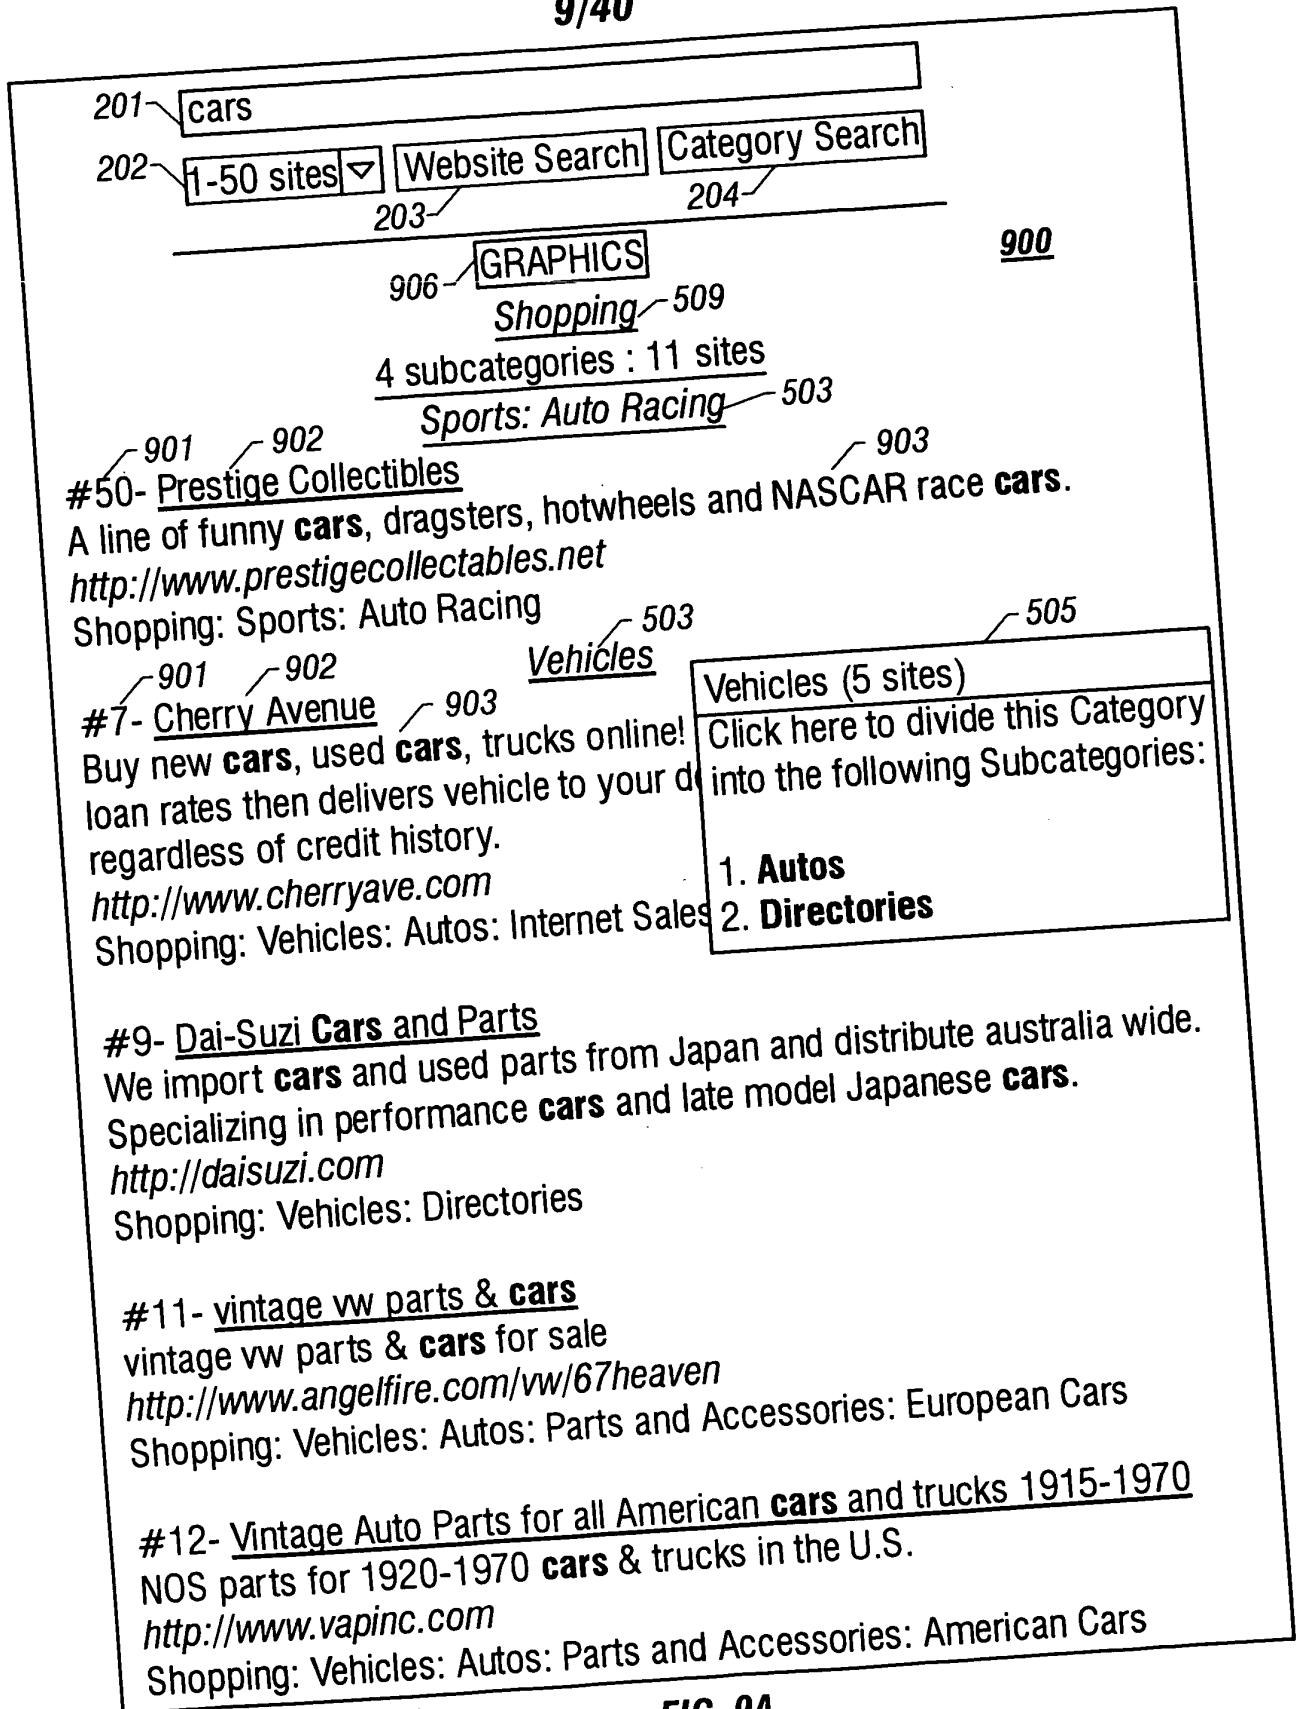 9/40
201 cars
202 1-50 sites Website Search Category Search
203 204
900
906 GRAPHICS
Shopping 509
4 subcategories : 11 sites
Sports: Auto Racing 503
901 902 903
#50- Prestige Collectibles
A line of funny cars, dragsters, hotwheels and NASCAR race cars.
http://www.prestigecollectables.net
Shopping: Sports: Auto Racing
503 505
Vehicles
901 902 903
#7- Cherry Avenue
Buy new cars, used cars, trucks online!
loan rates then delivers vehicle to your
regardless of credit history.
http://www.cherryave.com
Shopping: Vehicles: Autos: Internet Sales
Vehicles (5 sites)
Click here to divide this Category
into the following Subcategories:
1. Autos
2. Directories
#9- Dai-Suzi Cars and Parts
We import cars and used parts from Japan and distribute australia wide.
Specializing in performance cars and late model Japanese cars.
http://daisuzi.com
Shopping: Vehicles: Directories
#11- vintage vw parts & cars
vintage vw parts & cars for sale
http://www.angelfire.com/vw/67heaven
Shopping: Vehicles: Autos: Parts and Accessories: European Cars
#12- Vintage Auto Parts for all American cars and trucks 1915-1970
NOS parts for 1920-1970 cars & trucks in the U.S.
http://www.vapinc.com
Shopping: Vehicles: Autos: Parts and Accessories: American Cars
FIG. 9A